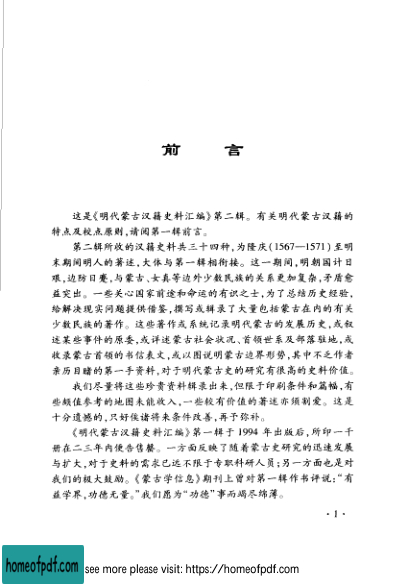 前　言
这是《明代蒙古汉籍史料汇编》第二辑。有关明代蒙古汉籍的
特点及校点原则,请阅第一辑前言。
第二辑所收的汉籍史料共三十四种,为隆庆(1567—1571)至明
末期间明人的著述,大体与第一辑相衔接。这一期间,明朝国计日
艰,边防日蹙,与蒙古、女真等边外少数民族的关系更加复杂,矛盾愈
益突出。一些关心国家前途和命运的有识之士,为了总结历史经验,
给解决现实问题提供借鉴,撰写或辑录了大量包括蒙古在内的有关
少数民族的著作。这些著作或系统记录明代蒙古的发展历史,或叙
述某些事件的原委,或详述蒙古社会状况、首领世系及部落驻地,或
收录蒙古首领的书信表文,或以图说明蒙古边界形势,其中不乏作者
亲历目睹的第一手资料,对于明代蒙古史的研究有很高的史料价值。
我们尽量将这些珍贵资料辑录出来,但限于印刷条件和篇幅,有
些颇值参考的地图未能收入,一些较有价值的著述亦须割爱。这是
十分遗憾的,只好俟诸将来条件改善,再予弥补。
《明代蒙古汉籍史料汇编》第一辑于1994年出版后,所印一千
册在二三年内便告售罄。一方面反映了随着蒙古史研究的迅速发展
与扩大,对于史料的需求已远不限于专职科研人员;另一方面也是对
我们的极大鼓励。《蒙古学信息》期刊上曾对第一辑作书评说:“有
益学界,功德无量。”我们愿为“功德”事而竭尽绵薄。
·1·
homeofpdf.com
see more please visit: https://homeofpdf.com